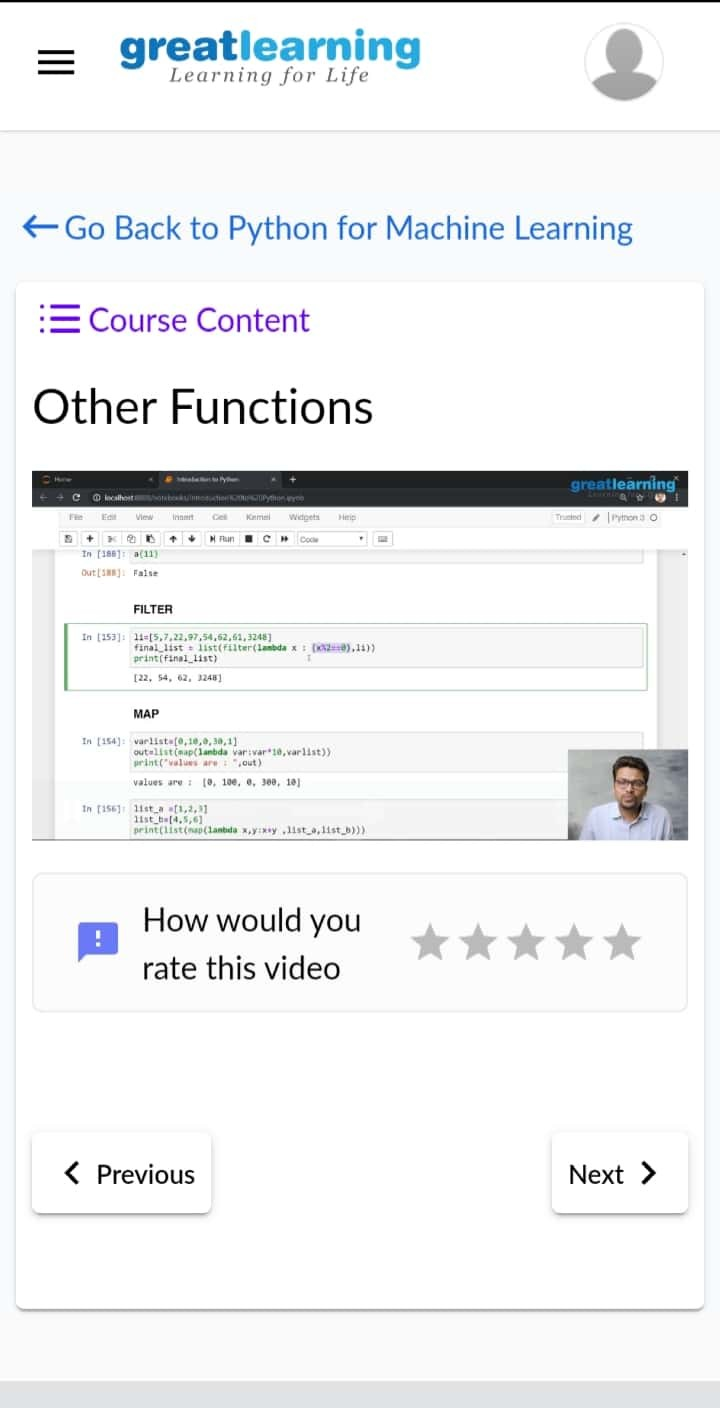 greatlearning
Learning for Life
Go Back to Python for Machine Learning
Course Content
Other Functions
Home
Introduction to Python
greatlearning
File Edit View Insert Cell Kernel Widgets Help
Trusted Python 3
Run Code
In [188]: a(11)
Out[188]: False
FILTER
In [153]: li=[5,7,22,97,54,62,61,3248]
final_list = list(filter(lambda x : (x%2==0),li))
print(final_list)
[22, 54, 62, 3248]
MAP
In [154]: varlist=[0,10,0,30,1]
out=list(map(lambda var:var*10,varlist))
print("values are : ",out)
values are : [0, 100, 0, 300, 10]
In [156]: list_a =[1,2,3]
list_b=[4,5,6]
print(list(map(lambda x,y:x+y ,list_a,list_b)))
How would you
rate this video
Previous
Next